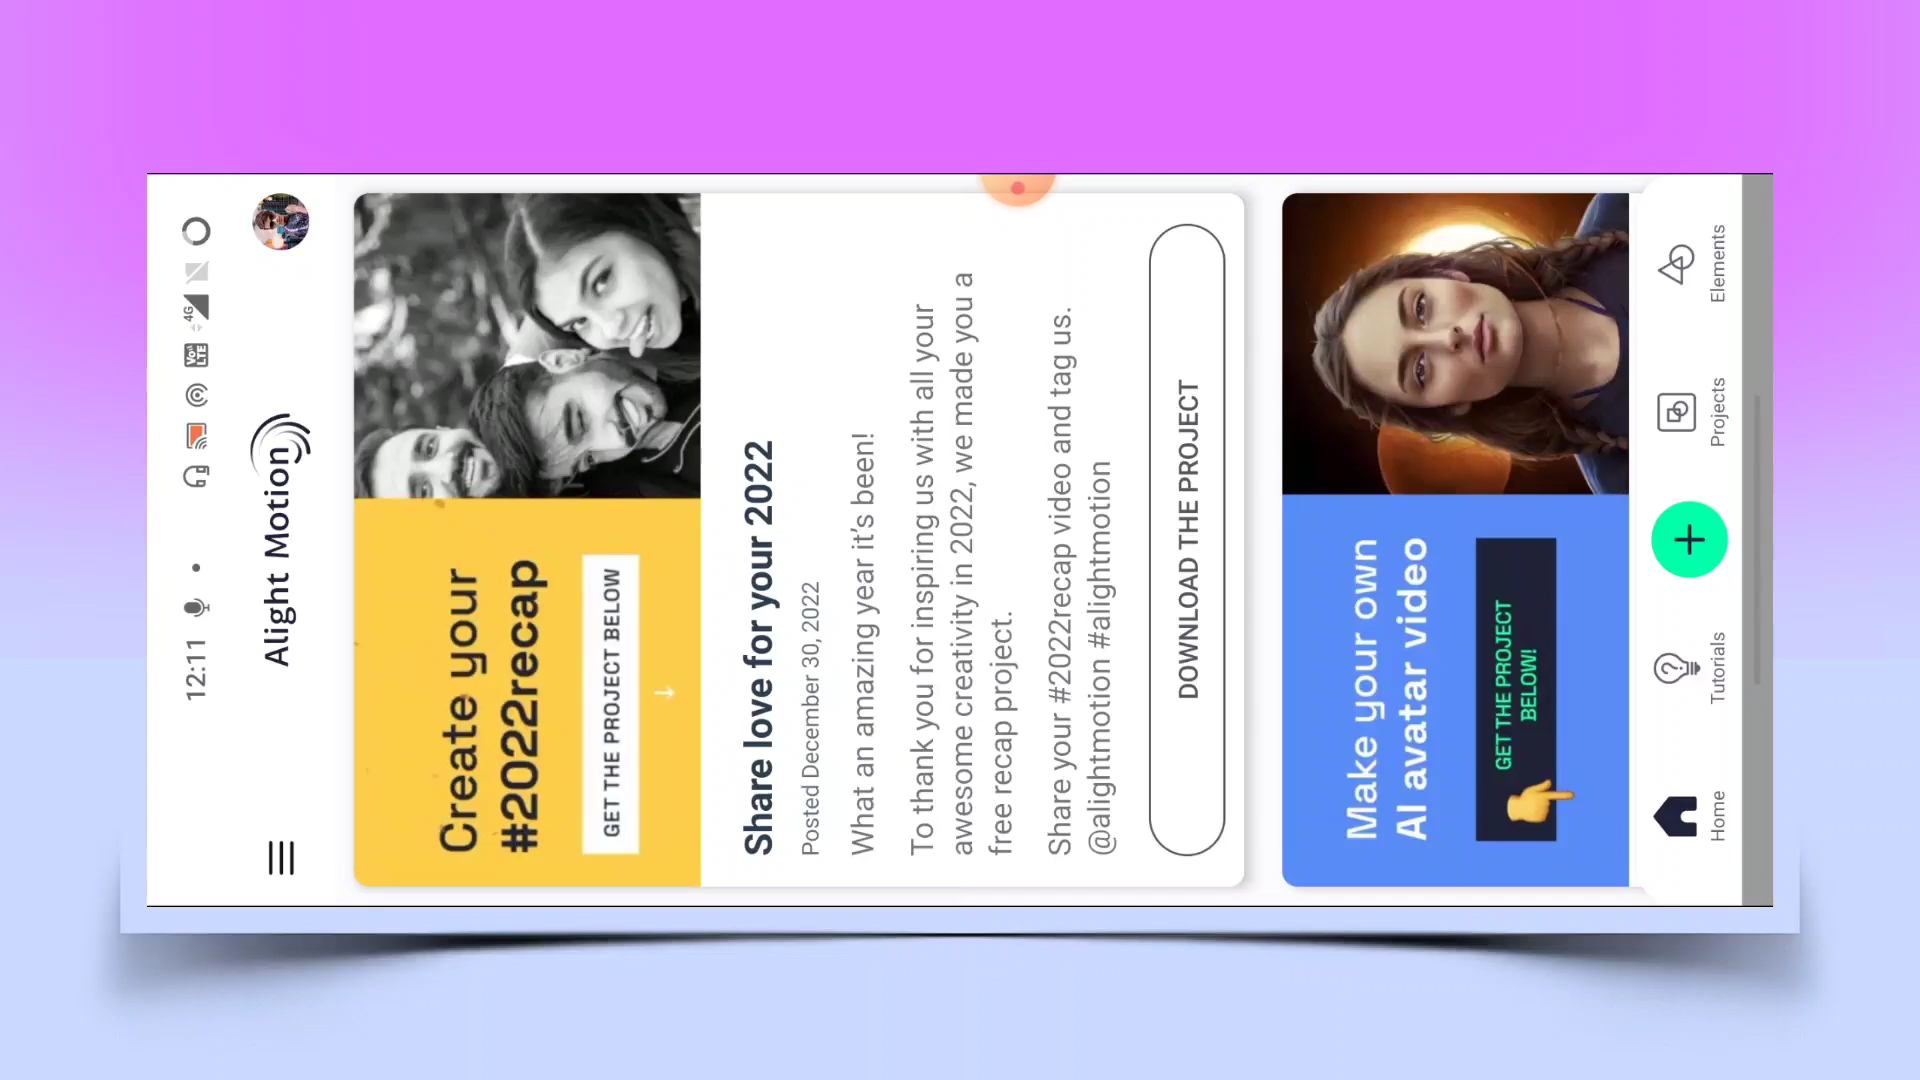 12:11
4G
Vo LTE
Alight Motion
Create your
#2022recap
GET THE PROJECT BELOW
Share love for your 2022
Posted December 30, 2022
What an amazing year it's been!
To thank you for inspiring us with all your
awesome creativity in 2022, we made you a
free recap project.
Share your #2022recap video and tag us.
@alightmotion #alightmotion
DOWNLOAD THE PROJECT
Make your own
AI avatar video
GET THE PROJECT
BELOW!
Home
Tutorials
Projects
Elements